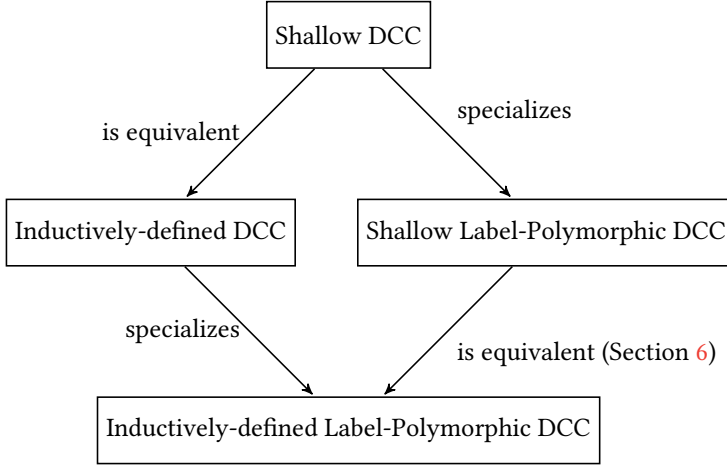 Shallow DCC
is equivalent
specializes
Inductively-defined DCC
Shallow Label-Polymorphic DCC
specializes
is equivalent (Section 6)
Inductively-defined Label-Polymorphic DCC